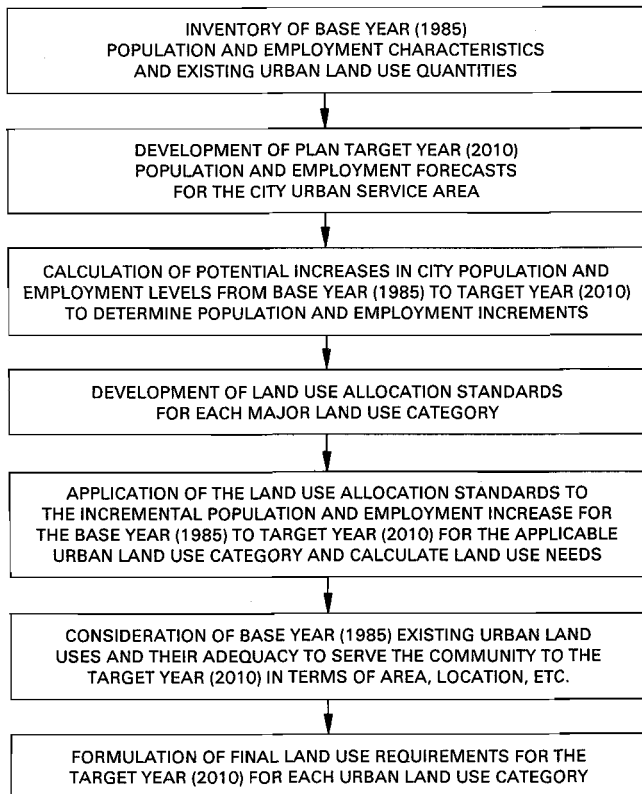 INVENTORY OF BASE YEAR (1985)
POPULATION AND EMPLOYMENT CHARACTERISTICS
AND EXISTING URBAN LAND USE QUANTITIES
DEVELOPMENT OF PLAN TARGET YEAR (2010)
POPULATION AND EMPLOYMENT FORECASTS
FOR THE CITY URBAN SERVICE AREA
CALCULATION OF POTENTIAL INCREASES IN CITY POPULATION AND
EMPLOYMENT LEVELS FROM BASE YEAR (1985) TO TARGET YEAR (2010)
TO DETERMINE POPULATION AND EMPLOYMENT INCREMENTS
DEVELOPMENT OF LAND USE ALLOCATION STANDARDS
FOR EACH MAJOR LAND USE CATEGORY
APPLICATION OF THE LAND USE ALLOCATION STANDARDS TO
THE INCREMENTAL POPULATION AND EMPLOYMENT INCREASE FOR
THE BASE YEAR (1985) TO TARGET YEAR (2010) FOR THE APPLICABLE
URBAN LAND USE CATEGORY AND CALCULATE LAND USE NEEDS
CONSIDERATION OF BASE YEAR (1985) EXISTING URBAN LAND
USES AND THEIR ADEQUACY TO SERVE THE COMMUNITY TO THE
TARGET YEAR (2010) IN TERMS OF AREA, LOCATION, ETC.
FORMULATION OF FINAL LAND USE REQUIREMENTS FOR THE
TARGET YEAR (2010) FOR EACH URBAN LAND USE CATEGORY